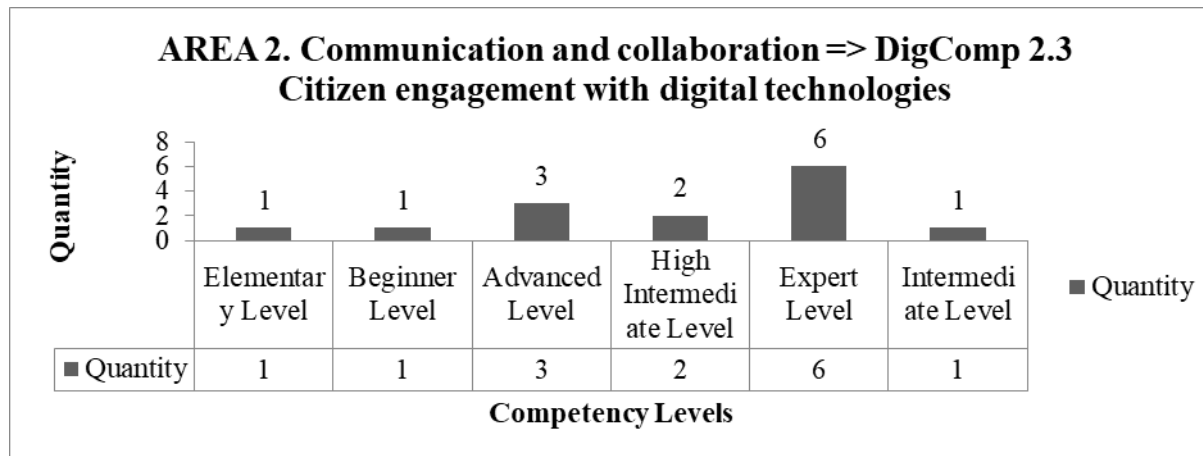 AREA 2. Communication and collaboration => DigComp 2.3
Citizen engagement with digital technologies
Quantity
8
6
4
2
0
1
1
3
2
6
1
Elementar
y Level
Beginner
Level
Advanced
Level
High
Intermedi
ate Level
Expert
Level
Intermedi
ate Level
Quantity
Quantity 1 1 3 2 6 1
Competency Levels